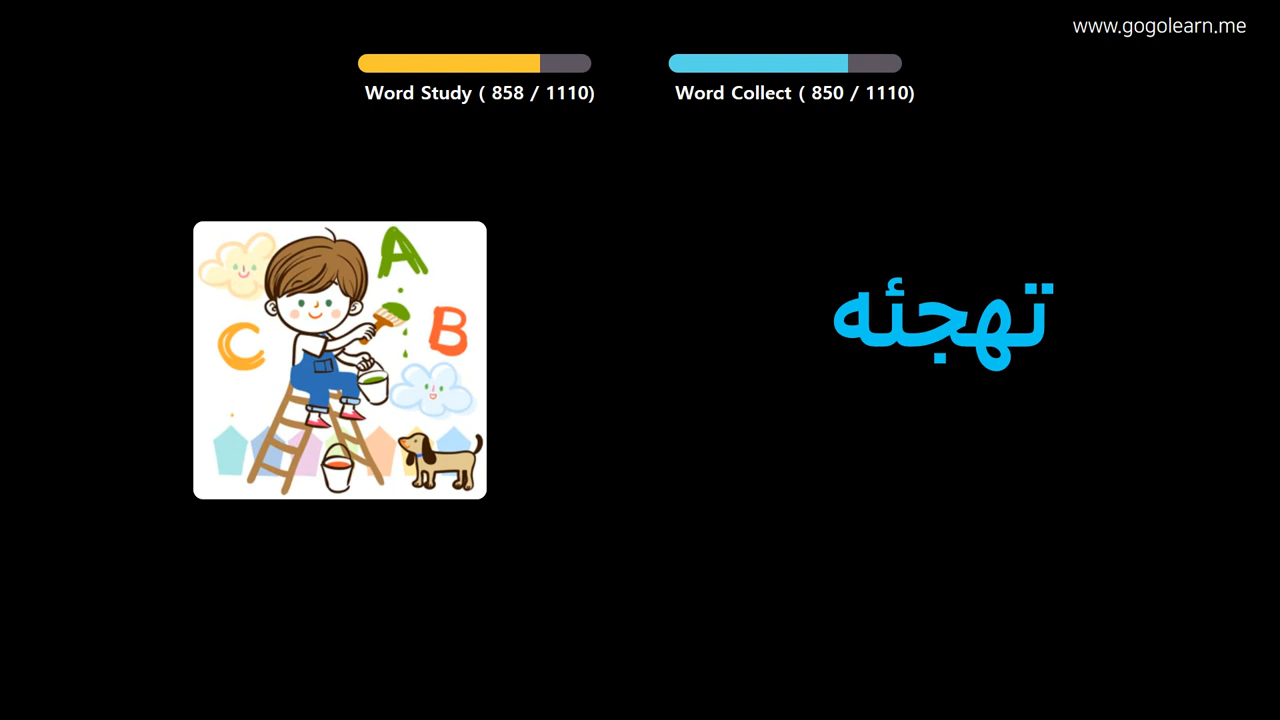 www.gogolearn.me
Word Study ( 858 / 1110)
Word Collect ( 850 / 1110)
A
B
C
تهجئه